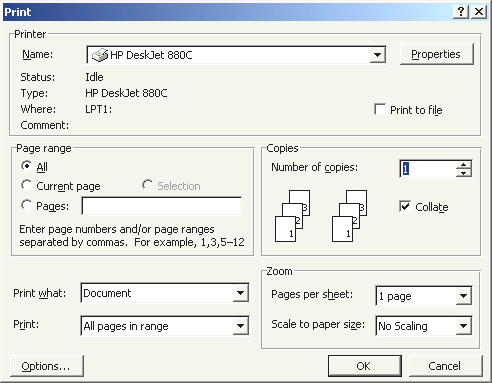 Print
Printer
Name: HP DeskJet 880C Properties
Status: Idle
Type: HP DeskJet 880C
Where: LPT1: Print to file
Comment:
Page range
All
Current page Selection
Pages:
Enter page numbers and/or page ranges
separated by commas. For example, 1,3,5–12
Copies
Number of copies: 1
3 3
2 2
1 1
Collate
Print what: Document
Print: All pages in range
Zoom
Pages per sheet: 1 page
Scale to paper size: No Scaling
Options... OK Cancel